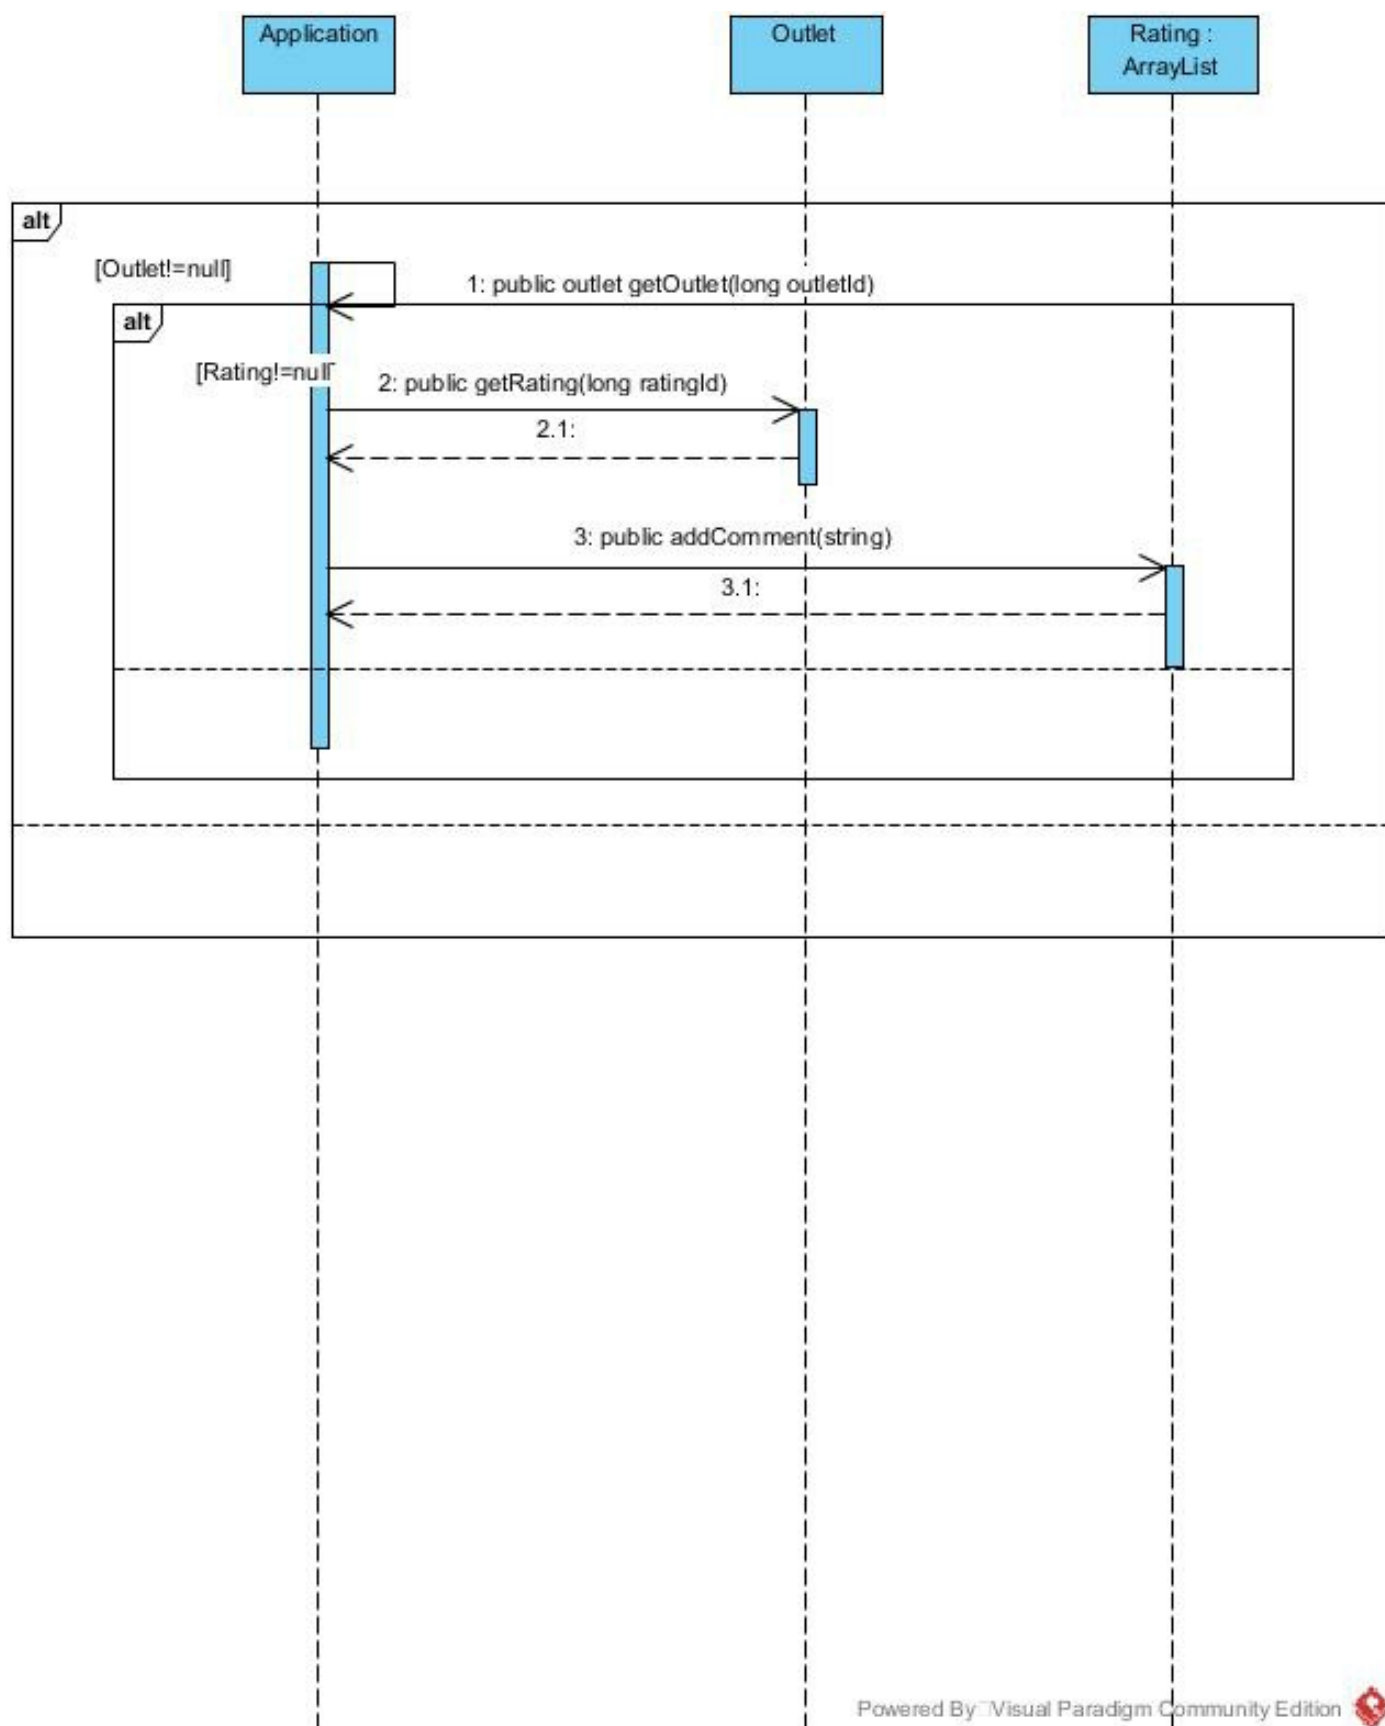 Application
Outlet
Rating :
ArrayList
alt
[Outlet!=null]
1: public outlet getOutlet(long outletId)
alt
[Rating!=null
2: public getRating(long ratingId)
2.1:
3: public addComment(string)
3.1:
Powered By Visual Paradigm Community Edition